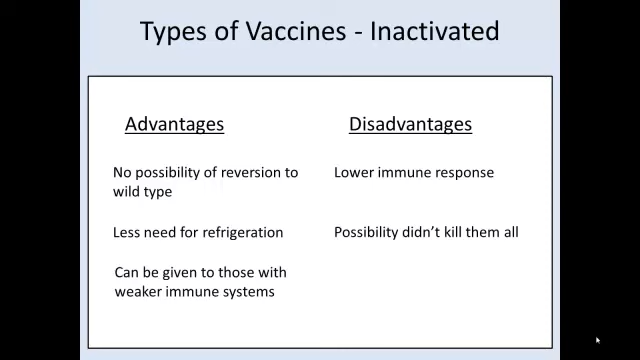 Types of Vaccines - Inactivated
Advantages
No possibility of reversion to
wild type
Less need for refrigeration
Can be given to those with
weaker immune systems
Disadvantages
Lower immune response
Possibility didn’t kill them all